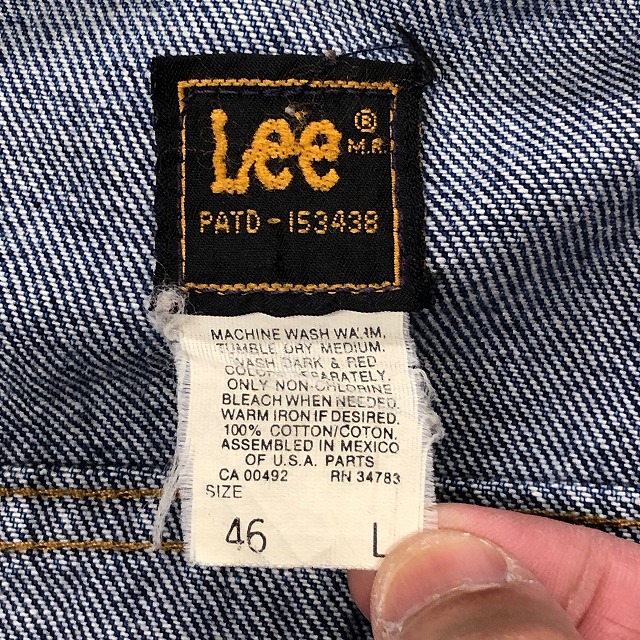 Lee ®
M.R.
PATD-153438
MACHINE WASH WARM.
TUMBLE DRY MEDIUM.
WASH DARK & RED
COLORS SEPARATELY.
ONLY NON-CHLORINE
BLEACH WHEN NEEDED.
WARM IRON IF DESIRED.
100% COTTON/COTON.
ASSEMBLED IN MEXICO
OF U.S.A. PARTS
CA 00492 RN 34783
SIZE
46 L